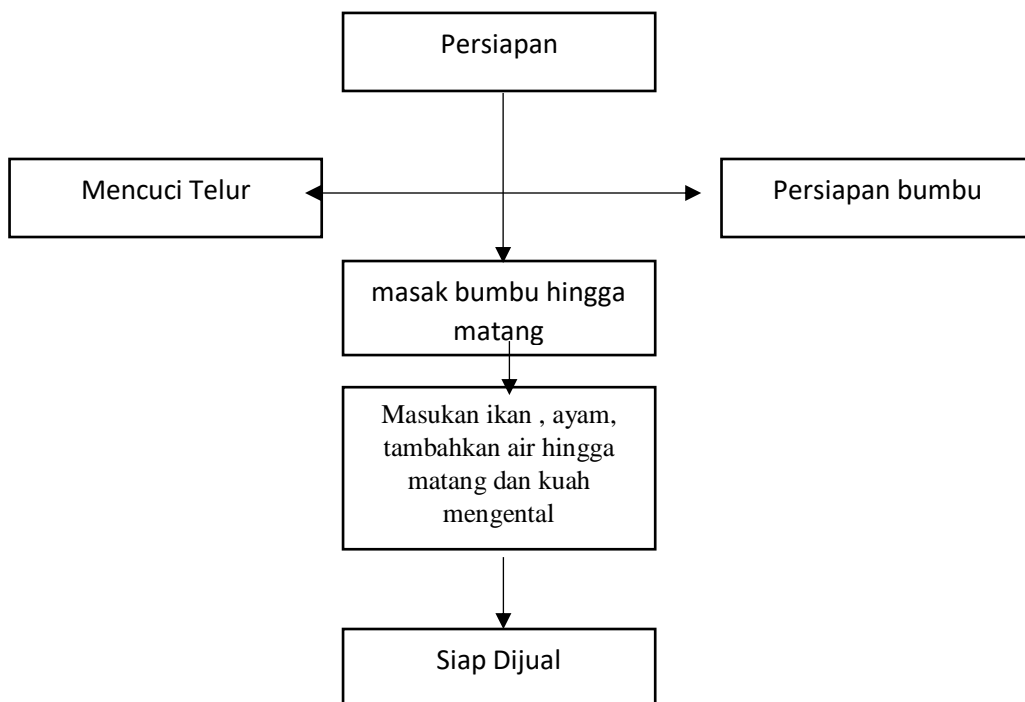 Persiapan
Mencuci Telur
Persiapan bumbu
masak bumbu hingga
matang
Masukan ikan , ayam,
tambahkan air hingga
matang dan kuah
mengental
Siap Dijual